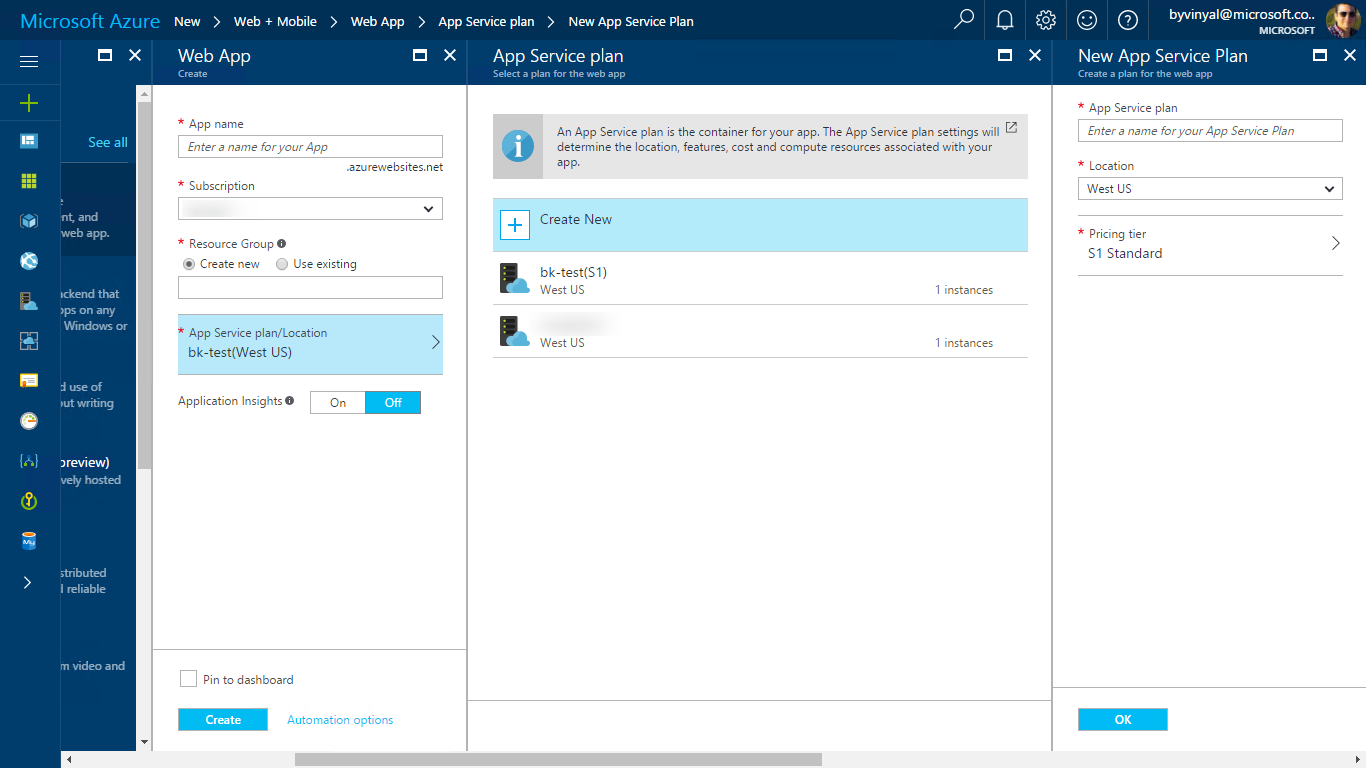 Microsoft Azure New > Web + Mobile > Web App > App Service plan > New App Service Plan
byvinyal@microsoft.co..
MICROSOFT
See all
e
ent, and
web app.
ackend that
ops on any
Windows or
d use of
out writing
preview)
vely hosted
stributed
d reliable
m video and
Web App
Create
* App name
Enter a name for your App
.azurewebsites.net
* Subscription
* Resource Group
Create new Use existing
* App Service plan/Location
bk-test(West US)
Application Insights On Off
Pin to dashboard
Create Automation options
App Service plan
Select a plan for the web app
An App Service plan is the container for your app. The App Service plan settings will
determine the location, features, cost and compute resources associated with your
app.
Create New
bk-test(S1)
West US 1 instances
West US 1 instances
New App Service Plan
Create a plan for the web app
* App Service plan
Enter a name for your App Service Plan
* Location
West US
* Pricing tier
S1 Standard
OK